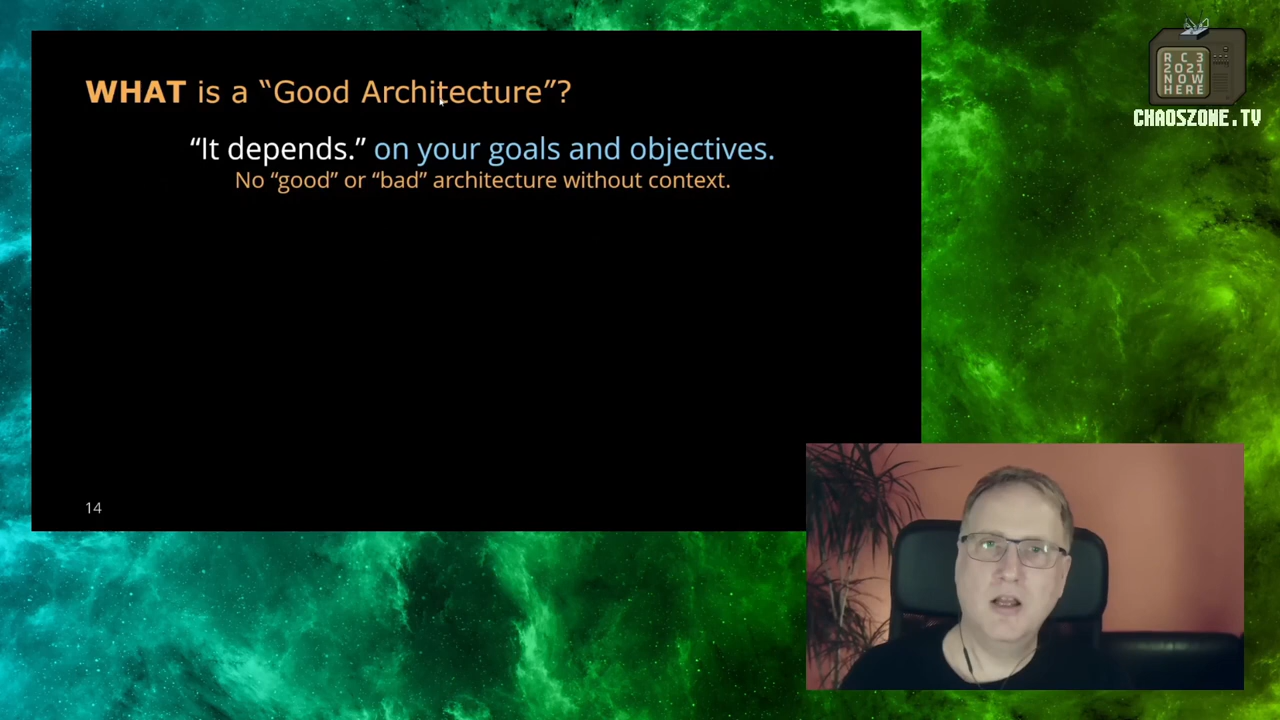 WHAT is a “Good Architecture”?
“It depends.” on your goals and objectives.
No “good” or “bad” architecture without context.
14
RC3
2021
NOW
HERE
CHAOSZONE.TV